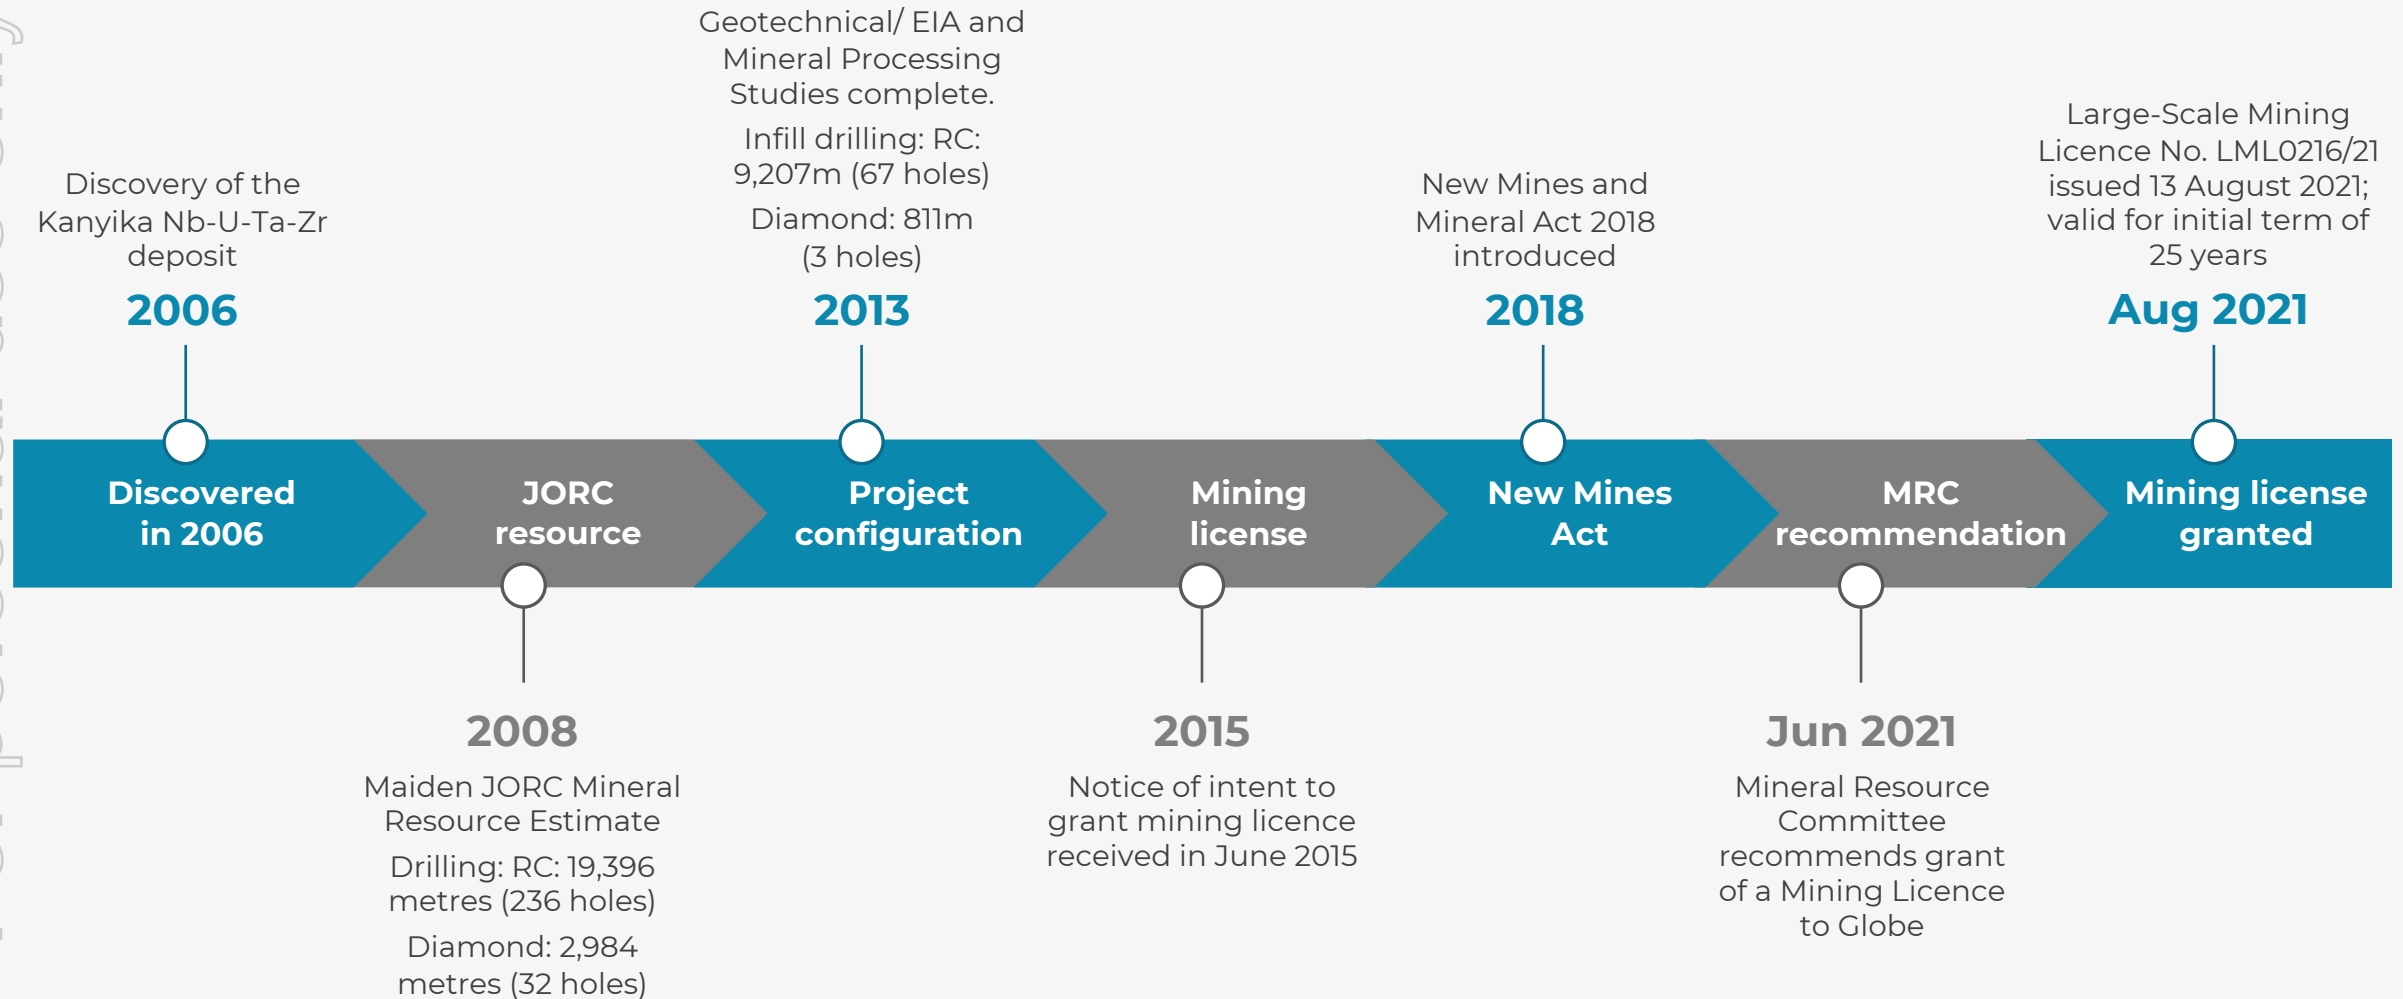 Discovery of the
Kanyika Nb-U-Ta-Zr
deposit
2006
Geotechnical/ EIA and
Mineral Processing
Studies complete.
Infill drilling: RC:
9,207m (67 holes)
Diamond: 811m
(3 holes)
2013
New Mines and
Mineral Act 2018
introduced
2018
Large-Scale Mining
Licence No. LML0216/21
issued 13 August 2021;
valid for initial term of
25 years
Aug 2021
Discovered
in 2006
JORC
resource
Project
configuration
Mining
license
New Mines
Act
MRC
recommendation
Mining license
granted
2008
Maiden JORC Mineral
Resource Estimate
Drilling: RC: 19,396
metres (236 holes)
Diamond: 2,984
metres (32 holes)
2015
Notice of intent to
grant mining licence
received in June 2015
Jun 2021
Mineral Resource
Committee
recommends grant
of a Mining Licence
to Globe